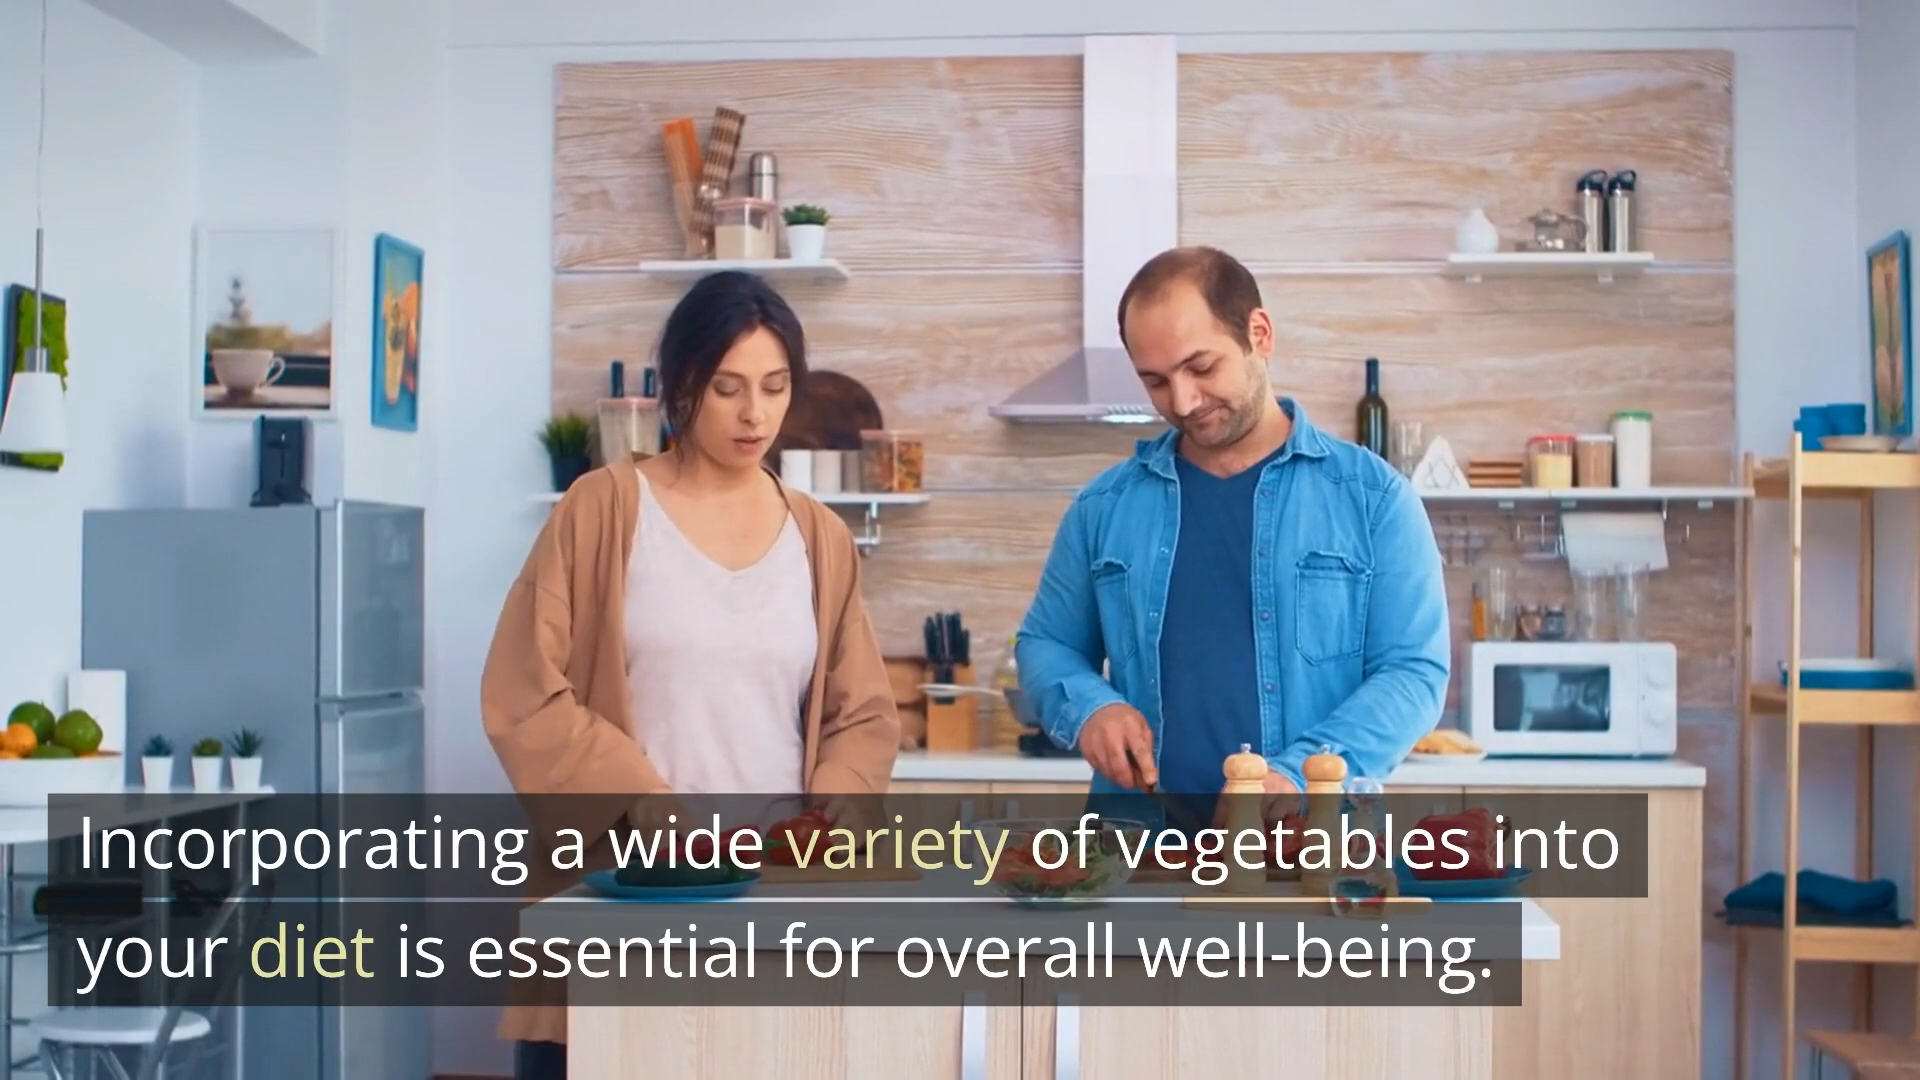 Incorporating a wide variety of vegetables into
your diet is essential for overall well-being.